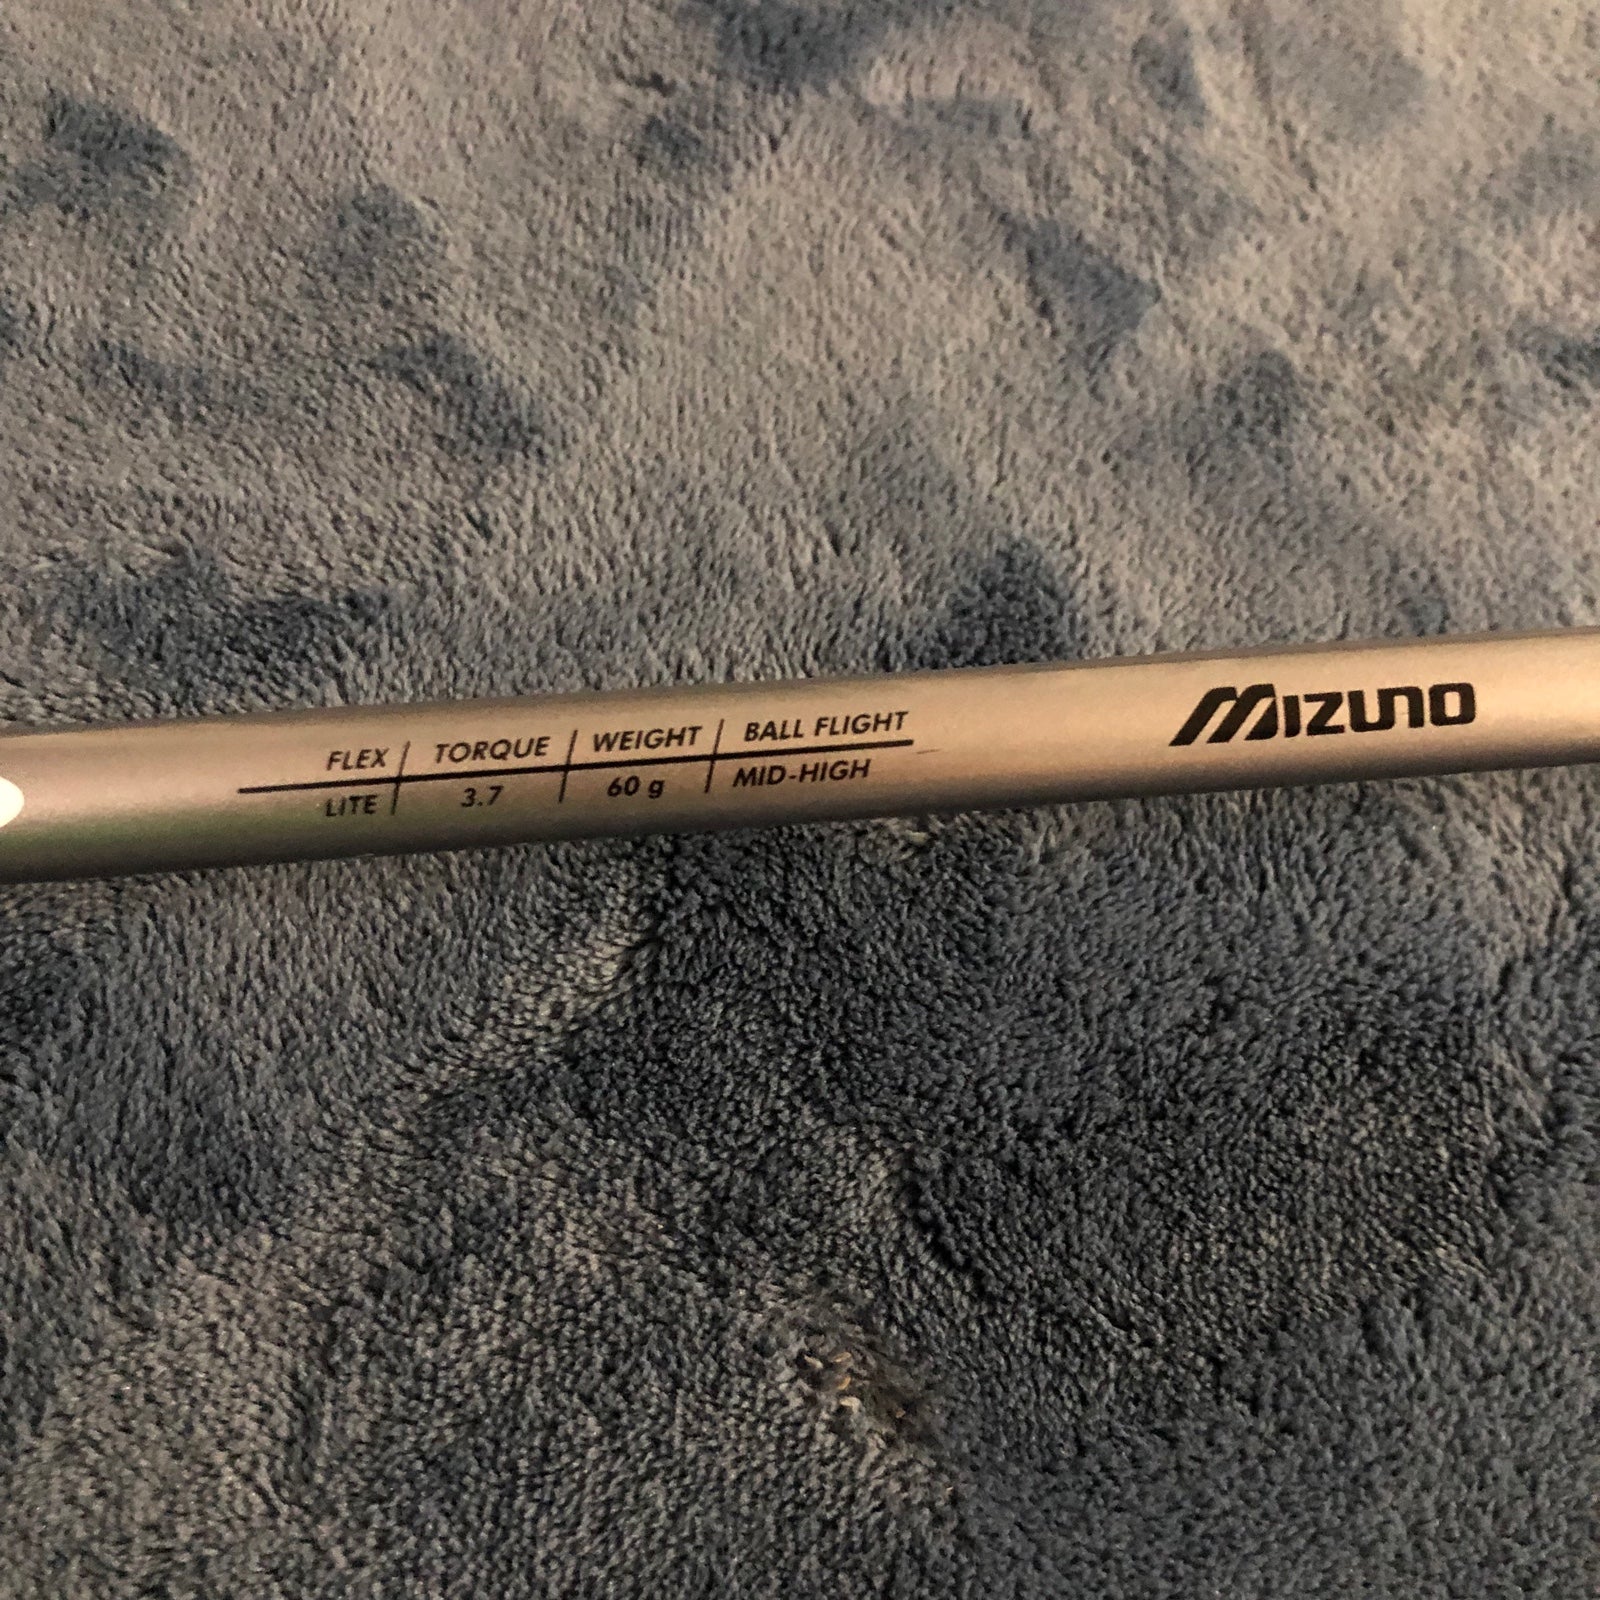 FLEX | TORQUE | WEIGHT | BALL FLIGHT
LITE | 3.7 | 60 g | MID-HIGH
MIZUNO